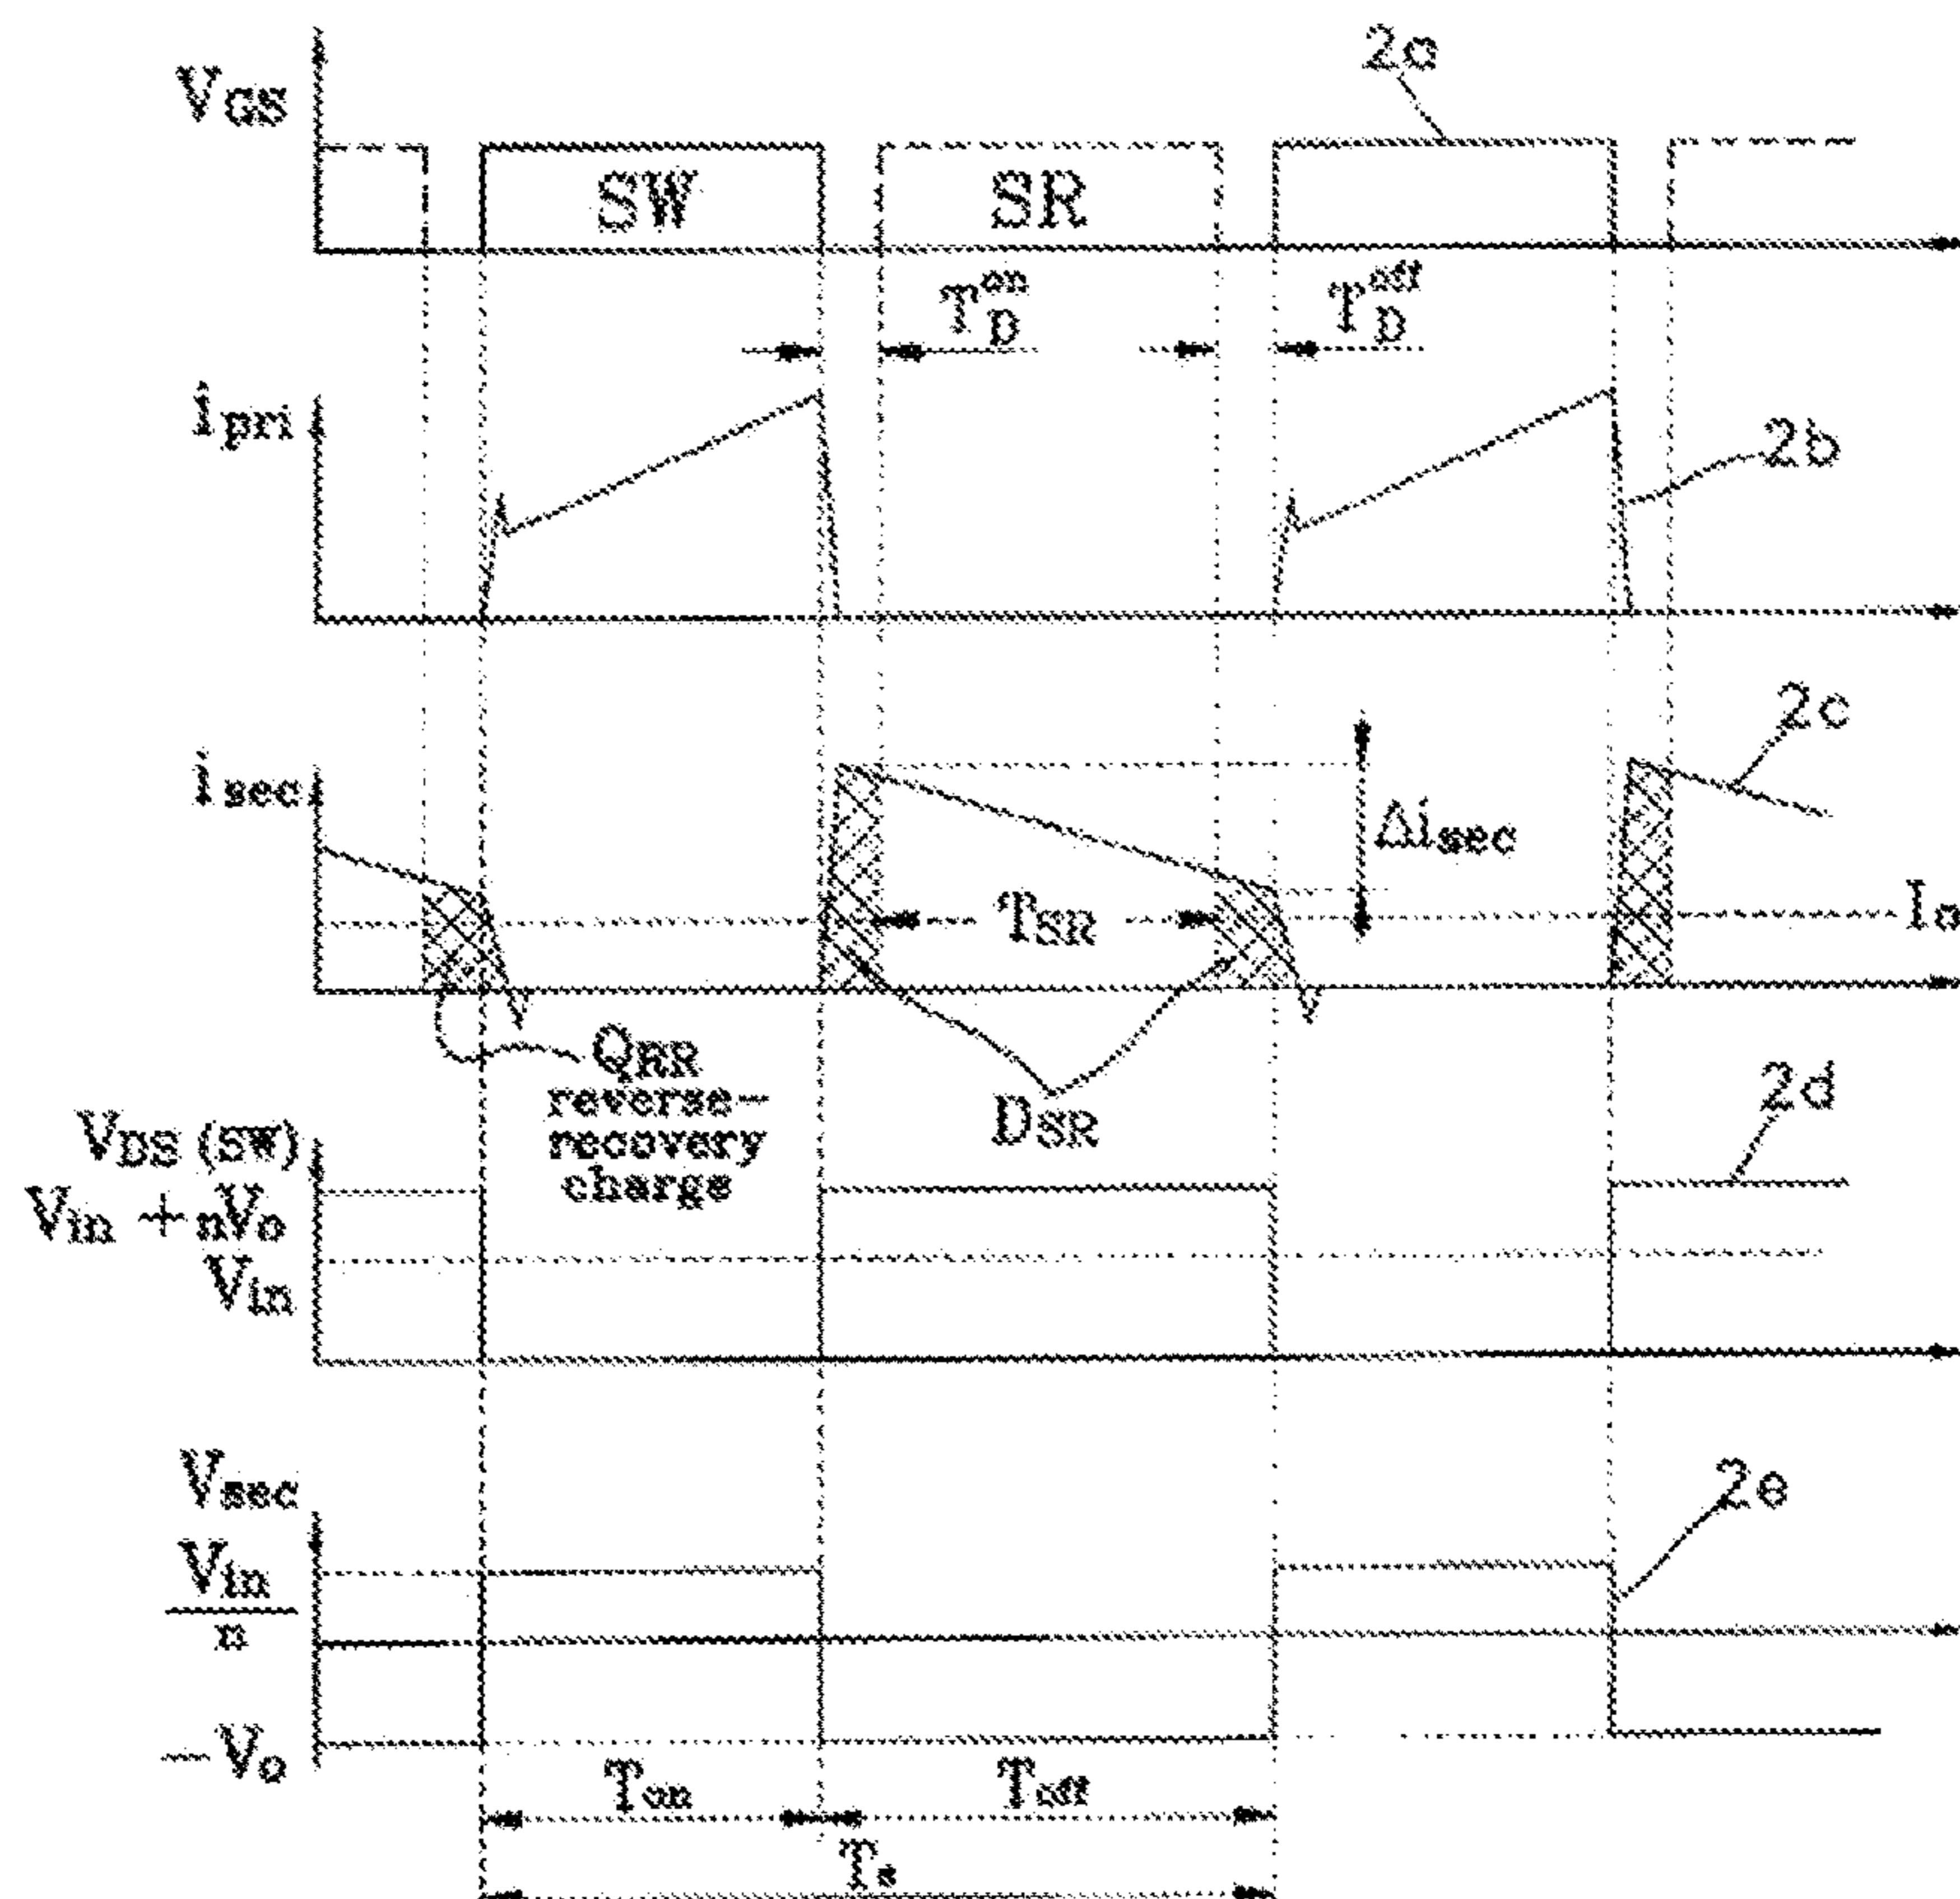 2a
VGS
SW
SR
T_D^on
T_D^off
ipri
2b
2c
isec
Δisec
TSR
Io
QRR
reverse-
recovery
charge
DSR
2d
VDS (SW)
Vin + nVo
Vin
2e
Vsec
Vin
n
-Vo
Ton
Toff
Ts